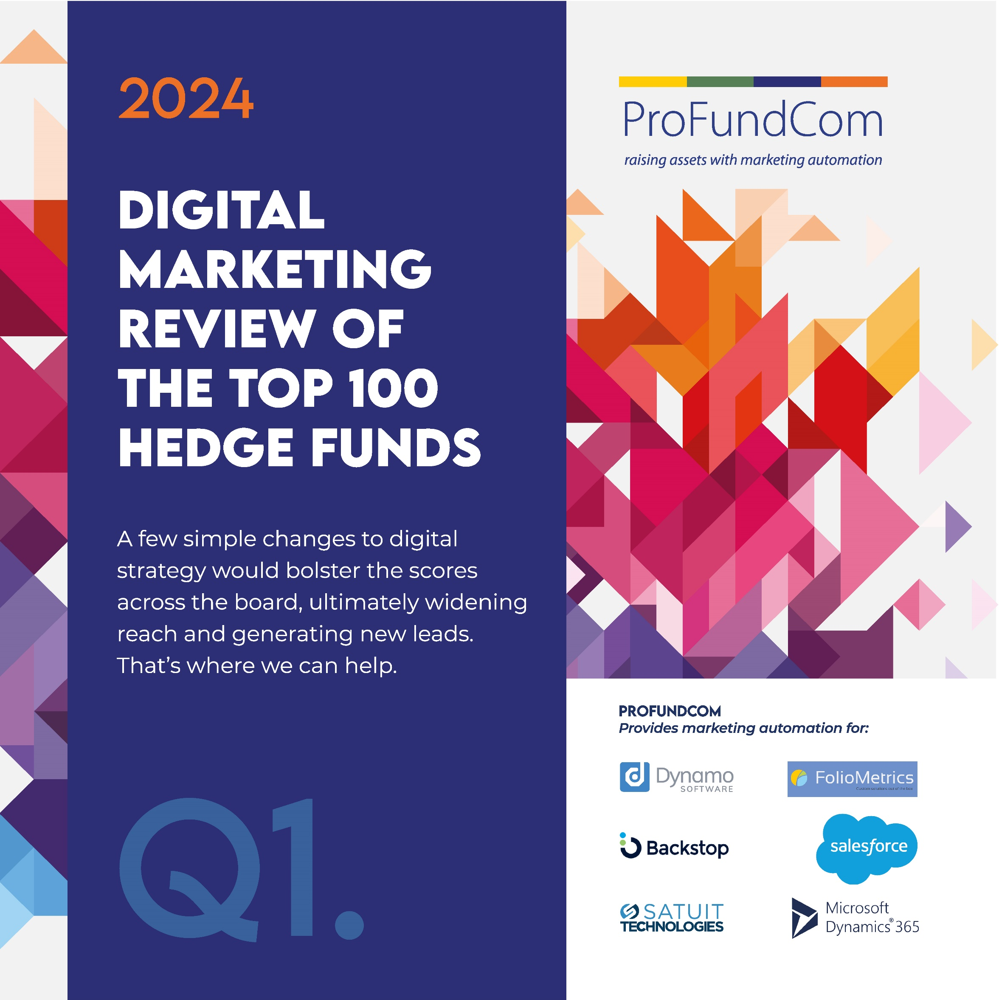 2024
DIGITAL
MARKETING
REVIEW OF
THE TOP 100
HEDGE FUNDS
A few simple changes to digital
strategy would bolster the scores
across the board, ultimately widening
reach and generating new leads.
That's where we can help.
Q1.
ProFundCom
raising assets with marketing automation
PROFUNDCOM
Provides marketing automation for:
Dynamo
SOFTWARE
FolioMetrics
Custom solutions out of the box
Backstop
salesforce
SATUIT
TECHNOLOGIES
Microsoft
Dynamics® 365